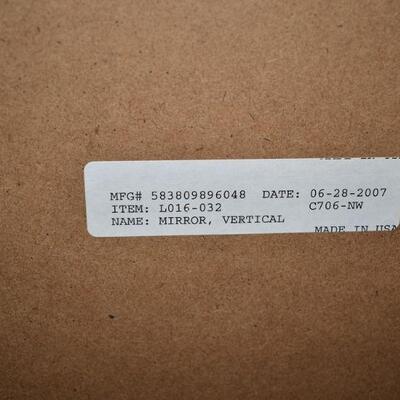 MFG# 583809896048 DATE: 06-28-2007
ITEM: L016-032 C706-NW
NAME: MIRROR, VERTICAL
MADE IN USA